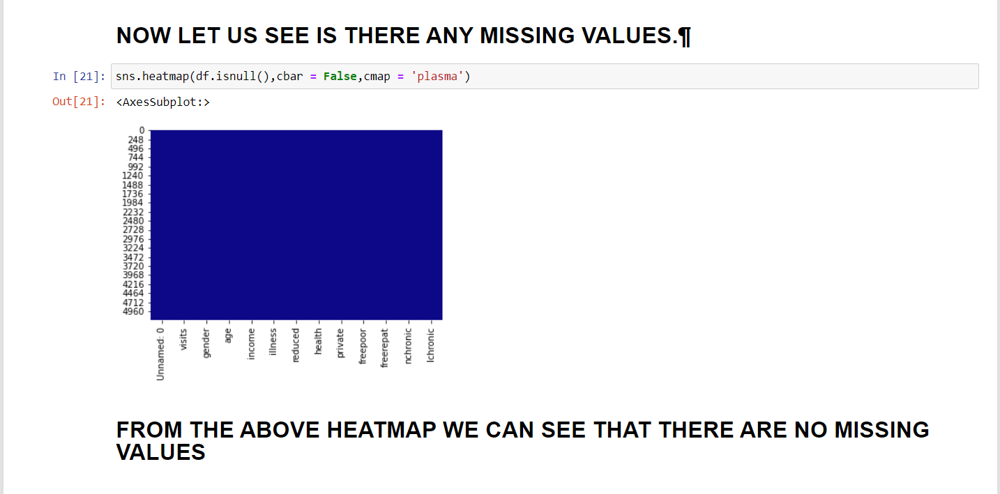 NOW LET US SEE IS THERE ANY MISSING VALUES.¶
In [21]: sns.heatmap(df.isnull(),cbar = False,cmap = 'plasma')
Out[21]: <AxesSubplot:>
0
248
496
744
992
1240
1488
1736
1984
2232
2480
2728
2976
3224
3472
3720
3968
4216
4464
4712
4960
Unnamed: 0
visits
gender
age
income
illness
reduced
health
private
freepoor
freerepat
nchronic
lchronic
FROM THE ABOVE HEATMAP WE CAN SEE THAT THERE ARE NO MISSING
VALUES